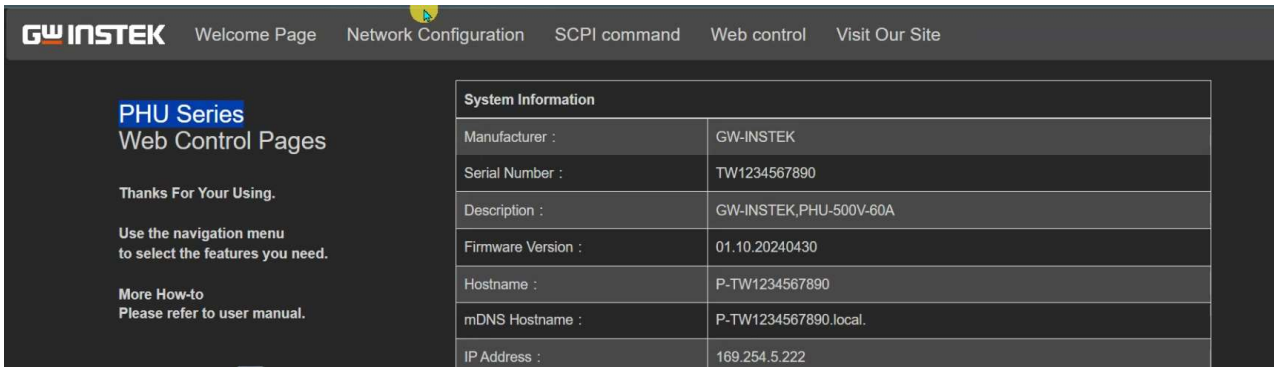 GW INSTEK Welcome Page Network Configuration SCPI command Web control Visit Our Site
PHU Series
Web Control Pages
Thanks For Your Using.
Use the navigation menu
to select the features you need.
More How-to
Please refer to user manual.
System Information
Manufacturer : GW-INSTEK
Serial Number : TW1234567890
Description : GW-INSTEK,PHU-500V-60A
Firmware Version : 01.10.20240430
Hostname : P-TW1234567890
mDNS Hostname : P-TW1234567890.local.
IP Address : 169.254.5.222